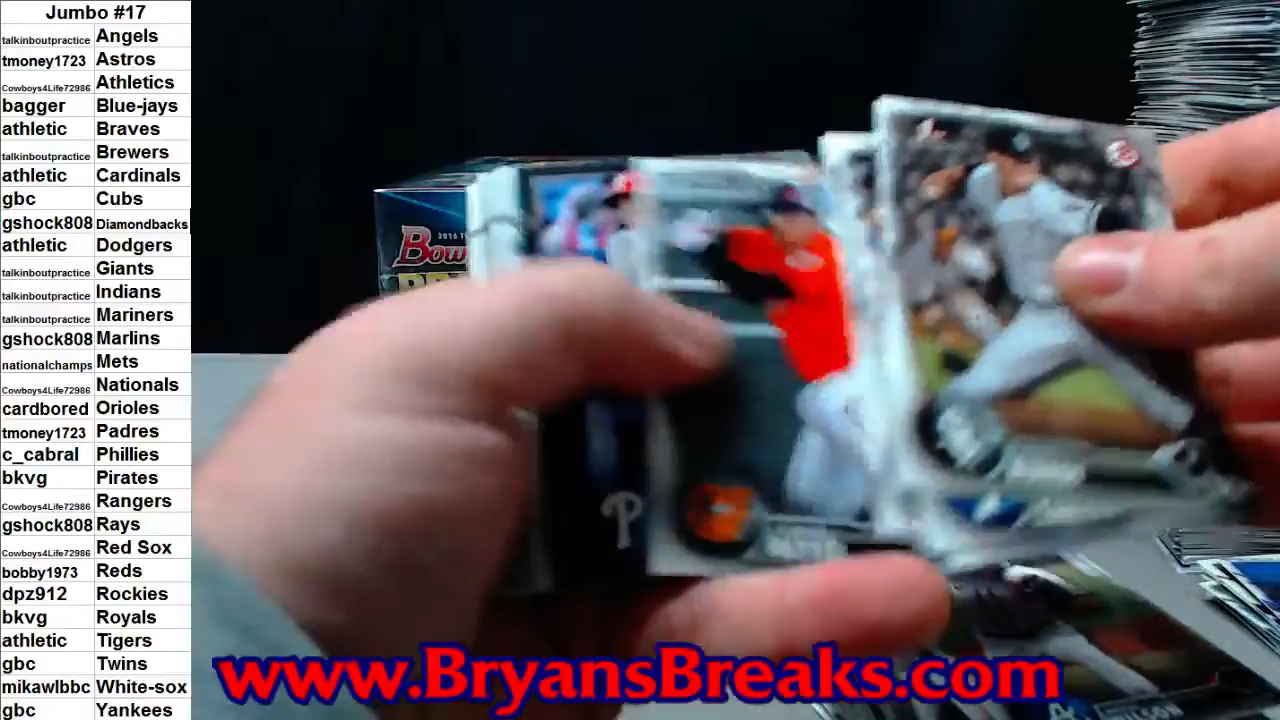 Jumbo #17
talkinboutpractice Angels
tmoney1723 Astros
Cowboys4Life72986 Athletics
bagger Blue-jays
athletic Braves
talkinboutpractice Brewers
athletic Cardinals
gbc Cubs
gshock808 Diamondbacks
athletic Dodgers
talkinboutpractice Giants
talkinboutpractice Indians
talkinboutpractice Mariners
gshock808 Marlins
nationalchamps Mets
Cowboys4Life72986 Nationals
cardbored Orioles
tmoney1723 Padres
c_cabral Phillies
bkvg Pirates
Cowboys4Life72986 Rangers
gshock808 Rays
Cowboys4Life72986 Red Sox
bobby1973 Reds
dpz912 Rockies
bkvg Royals
athletic Tigers
gbc Twins
mikawlbbc White-sox
gbc Yankees
2016
Bow
P
www.BryansBreaks.com